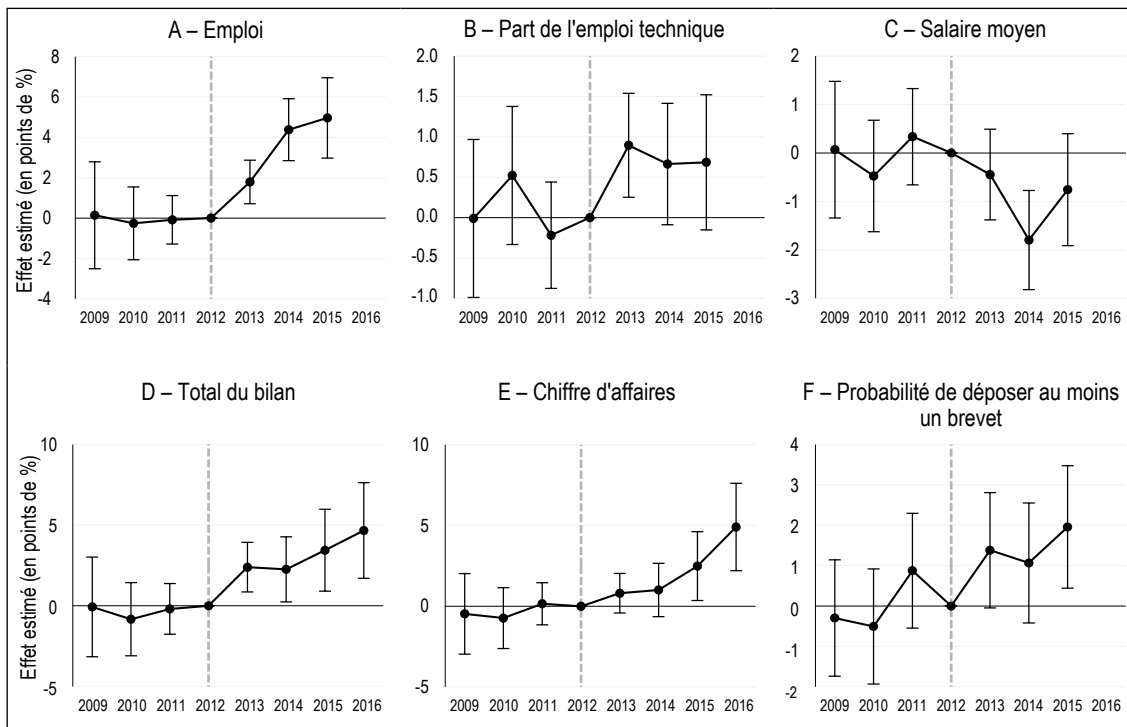 A – Emploi
Effet estimé (en points de %)
8
6
4
2
0
-2
-4
2009 2010 2011 2012 2013 2014 2015 2016
B – Part de l'emploi technique
2.0
1.5
1.0
0.5
0.0
-0.5
-1.0
2009 2010 2011 2012 2013 2014 2015 2016
C – Salaire moyen
2
1
0
-1
-2
-3
2009 2010 2011 2012 2013 2014 2015 2016
D – Total du bilan
Effet estimé (en points de %)
10
5
0
-5
2009 2010 2011 2012 2013 2014 2015 2016
E – Chiffre d'affaires
10
5
0
-5
2009 2010 2011 2012 2013 2014 2015 2016
F – Probabilité de déposer au moins
un brevet
4
3
2
1
0
-1
-2
2009 2010 2011 2012 2013 2014 2015 2016